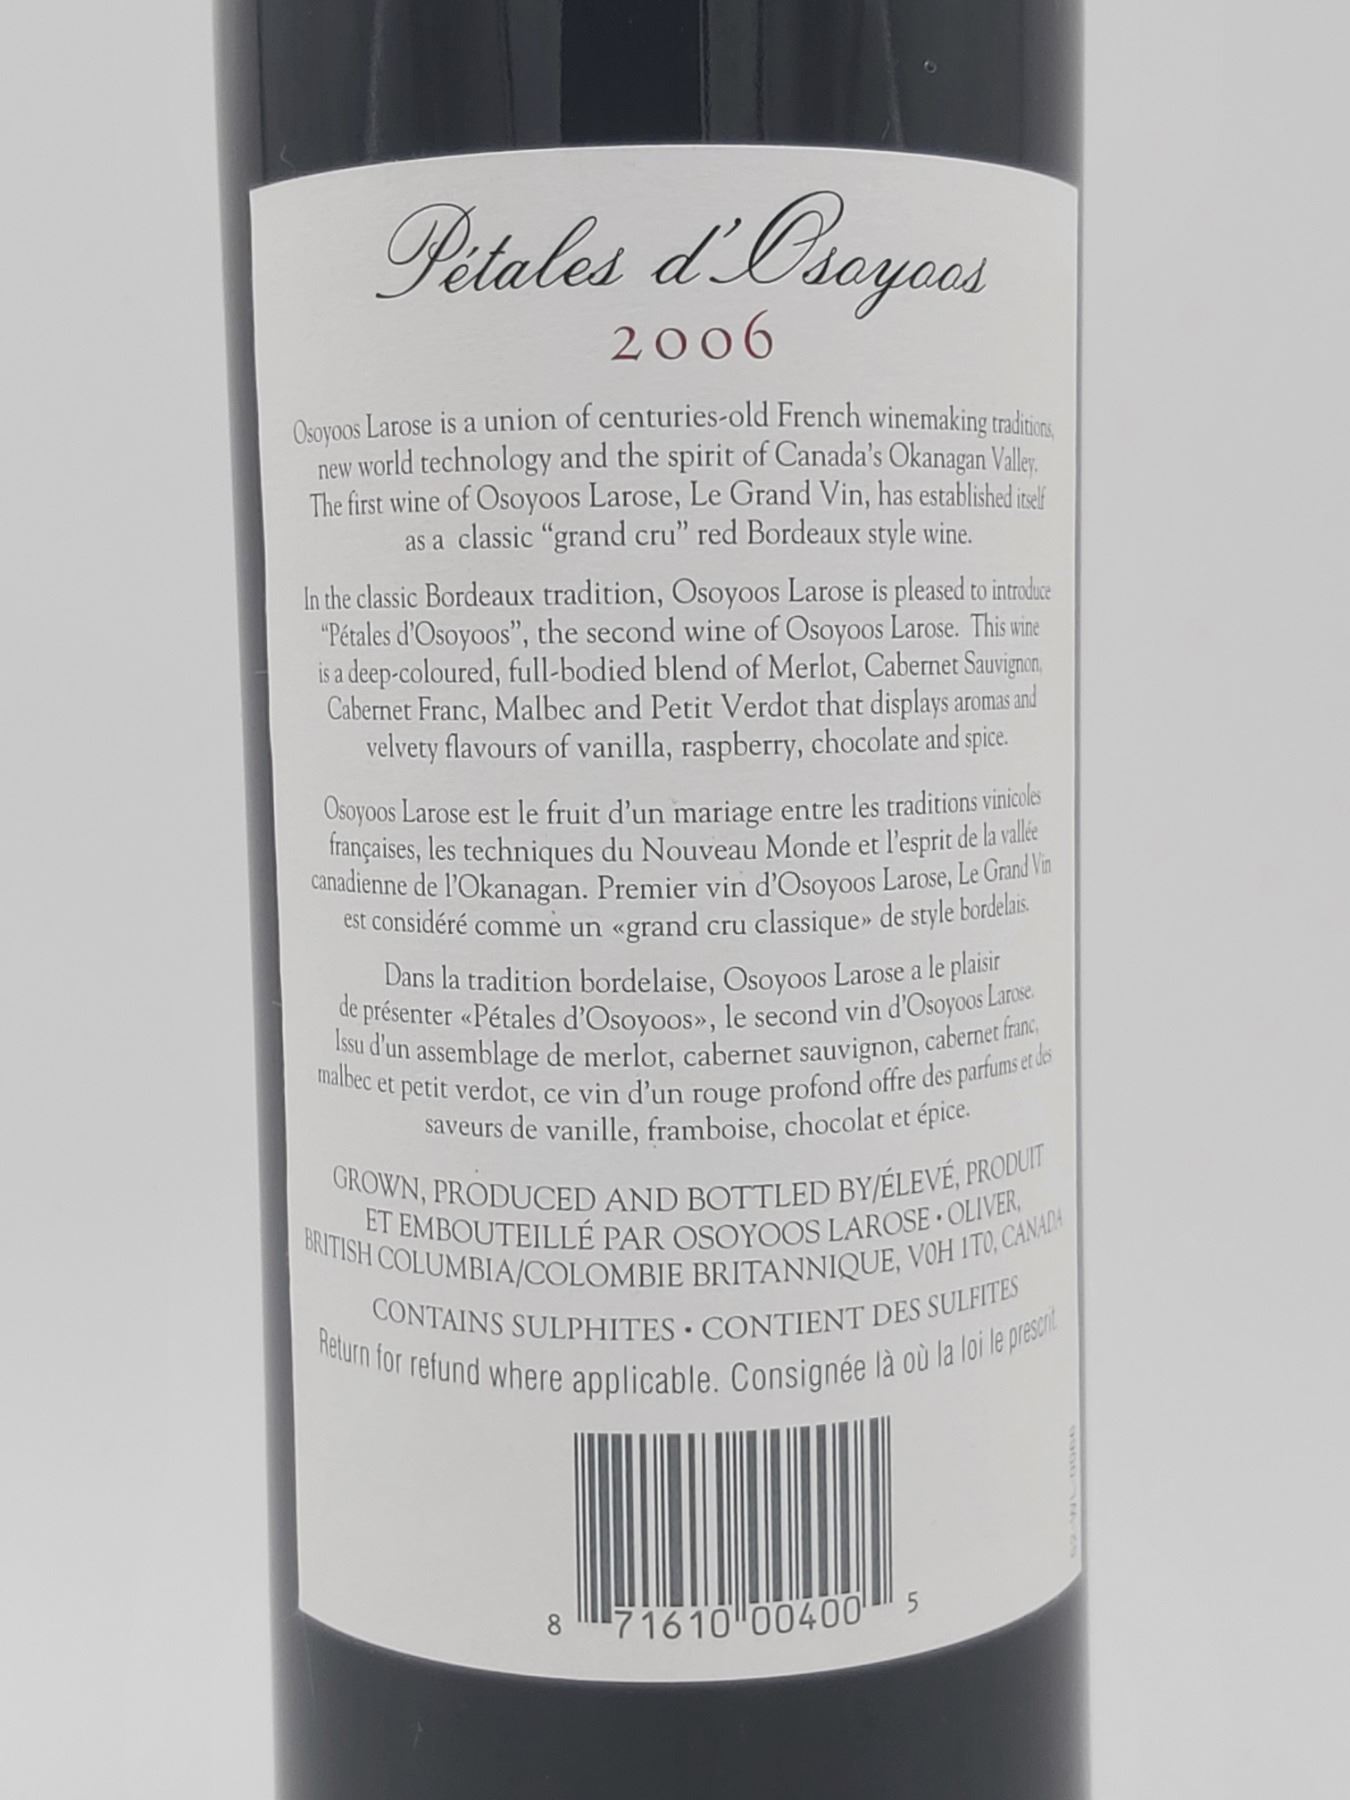 Pétales d'Osoyoos
2006
Osoyoos Larose is a union of centuries-old French winemaking traditions,
new world technology and the spirit of Canada's Okanagan Valley.
The first wine of Osoyoos Larose, Le Grand Vin, has established itself
as a classic "grand cru" red Bordeaux style wine.
In the classic Bordeaux tradition, Osoyoos Larose is pleased to introduce
"Pétales d'Osoyoos", the second wine of Osoyoos Larose. This wine
is a deep-coloured, full-bodied blend of Merlot, Cabernet Sauvignon,
Cabernet Franc, Malbec and Petit Verdot that displays aromas and
velvety flavours of vanilla, raspberry, chocolate and spice.
Osoyoos Larose est le fruit d'un mariage entre les traditions vinicoles
françaises, les techniques du Nouveau Monde et l'esprit de la vallée
canadienne de l'Okanagan. Premier vin d'Osoyoos Larose, Le Grand Vin
est considéré comme un «grand cru classique» de style bordelais.
Dans la tradition bordelaise, Osoyoos Larose a le plaisir
de présenter «Pétales d'Osoyoos», le second vin d'Osoyoos Larose.
Issu d'un assemblage de merlot, cabernet sauvignon, cabernet franc,
malbec et petit verdot, ce vin d'un rouge profond offre des parfums et des
saveurs de vanille, framboise, chocolat et épice.
GROWN, PRODUCED AND BOTTLED BY/ÉLEVÉ, PRODUIT
ET EMBOUTEILLÉ PAR OSOYOOS LAROSE • OLIVER,
BRITISH COLUMBIA/COLOMBIE BRITANNIQUE, V0H 1T0, CANADA
CONTAINS SULPHITES • CONTIENT DES SULFITES
Return for refund where applicable. Consignée là où la loi le prescrit.
8 71610 00400 5